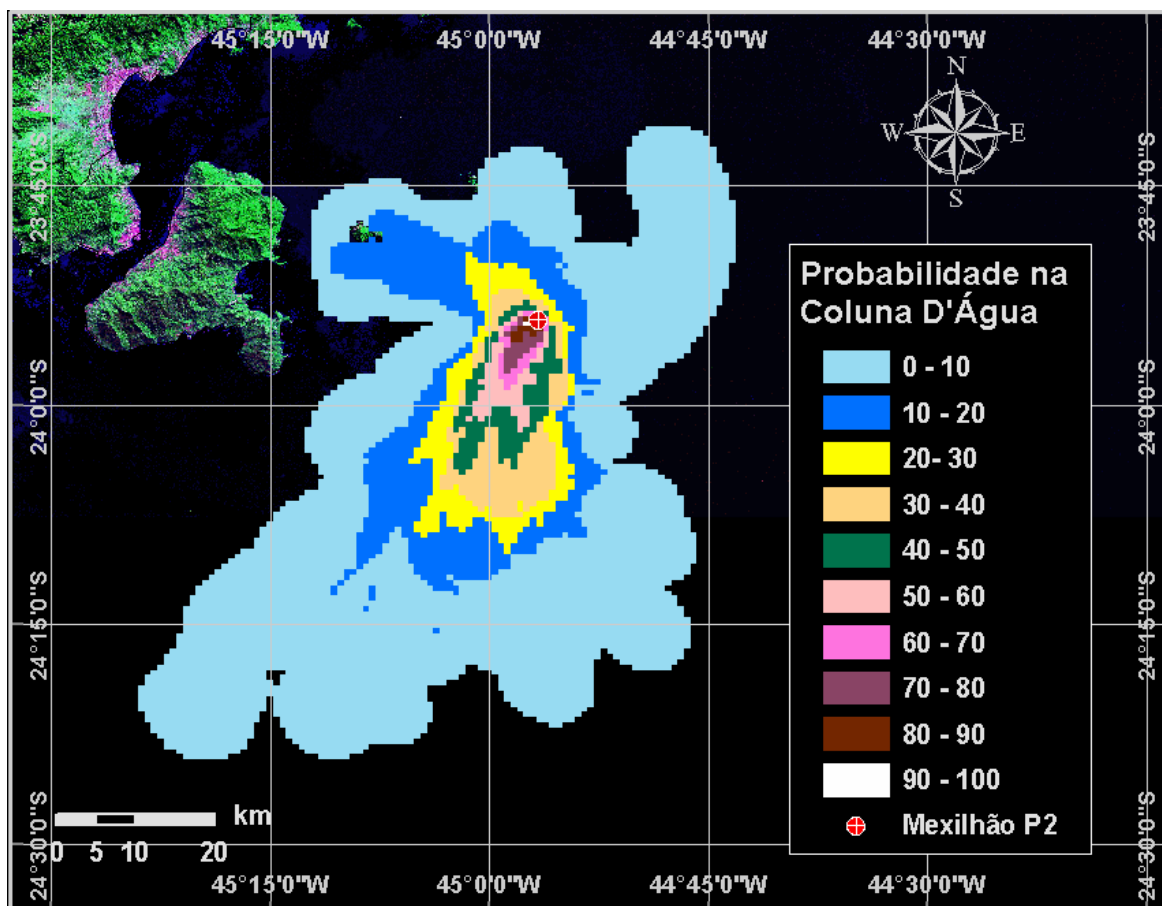 45°15'0"W 45°0'0"W 44°45'0"W 44°30'0"W
N
W E
S
23°45'0"S 23°45'0"S
24°0'0"S 24°0'0"S
24°15'0"S 24°15'0"S
24°30'0"S 24°30'0"S
Probabilidade na
Coluna D'Água
0 - 10
10 - 20
20- 30
30 - 40
40 - 50
50 - 60
60 - 70
70 - 80
80 - 90
90 - 100
Mexilhão P2
km
0 5 10 20
45°15'0"W 45°0'0"W 44°45'0"W 44°30'0"W